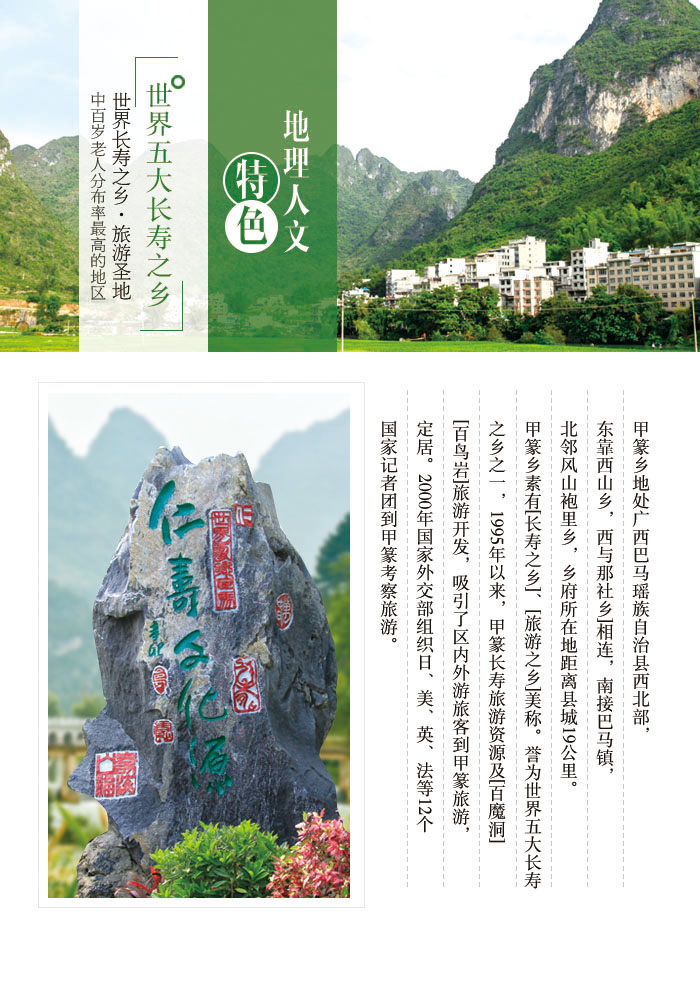 地理人文
特色
世界五大长寿之乡
世界长寿之乡·旅游圣地
中百岁老人分布率最高的地区
甲篆乡地处广西巴马瑶族自治县西北部，
东靠西山乡，西与那社乡]相连，南接巴马镇，
北邻风山袍里乡，乡府所在地距离县城19公里。
甲篆乡素有[长寿之乡]、[旅游之乡]美称。誉为世界五大长寿
之乡之一，1995年以来，甲篆长寿旅游资源及[百魔洞]
[百鸟岩]旅游开发，吸引了区内外游旅客到甲篆旅游，
定居。2000年国家外交部组织日、美、英、法等12个
国家记者团到甲篆考察旅游。
仁寿文化源